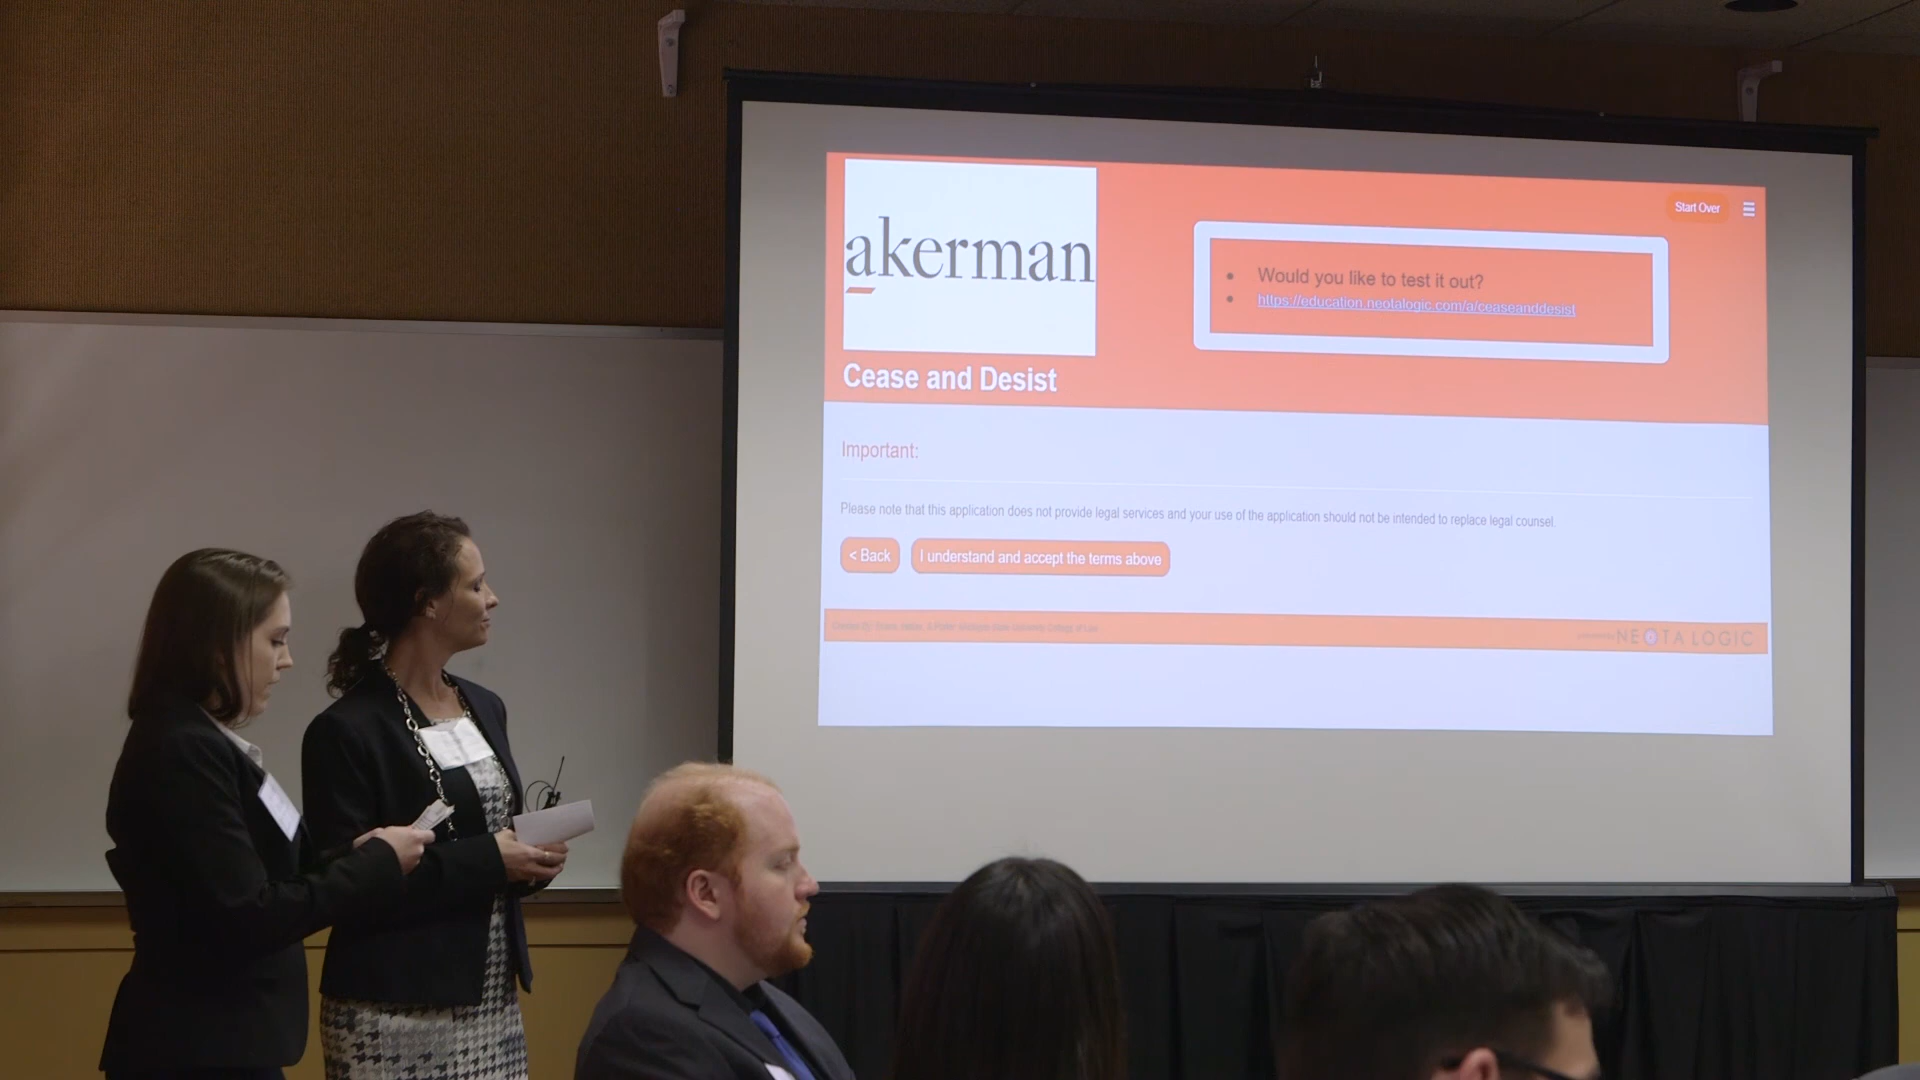 akerman
Start Over
• Would you like to test it out?
• https://education.neotalogic.com/a/ceaseanddesist
Cease and Desist
Important:
Please note that this application does not provide legal services and your use of the application should not be intended to replace legal counsel.
< Back
I understand and accept the terms above
NEOTA LOGIC